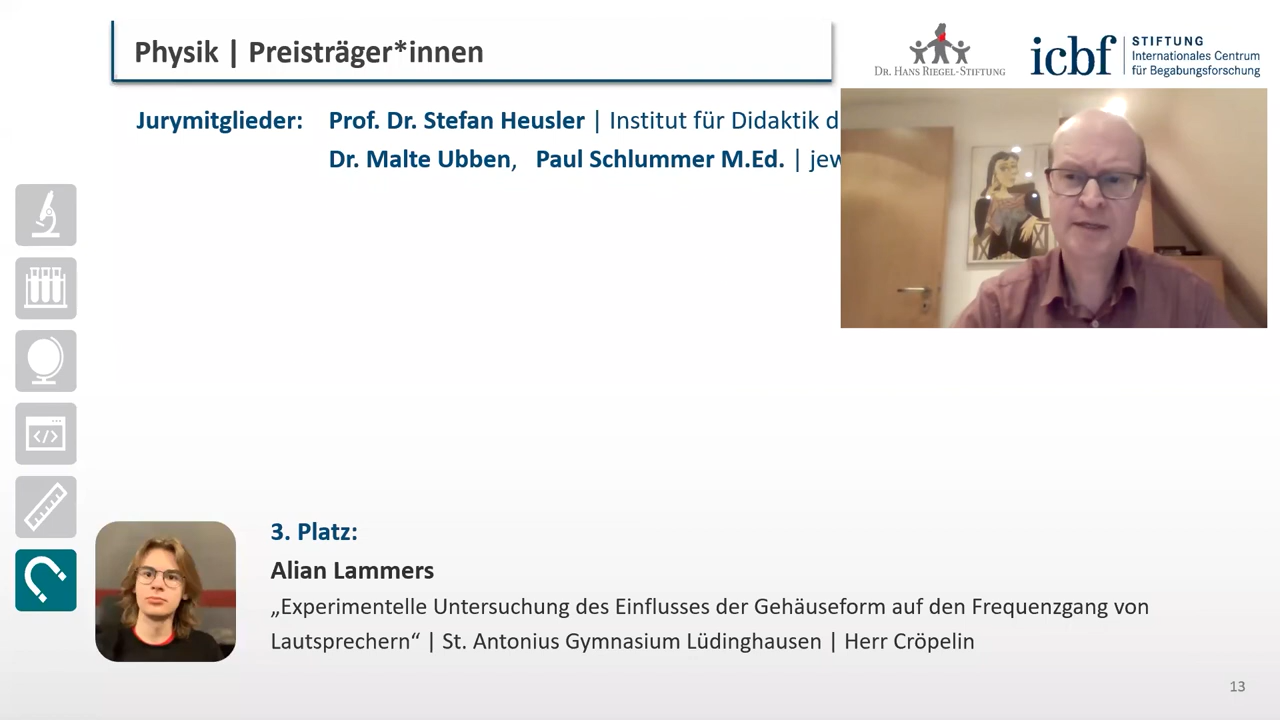 Physik | Preisträger*innen
DR. HANS RIEGEL-STIFTUNG
icbf
STIFTUNG
Internationales Centrum
für Begabungsforschung
Jurymitglieder: Prof. Dr. Stefan Heusler | Institut für Didaktik d
Dr. Malte Ubben, Paul Schlummer M.Ed. | jew
</>
3. Platz:
Alian Lammers
„Experimentelle Untersuchung des Einflusses der Gehäuseform auf den Frequenzgang von
Lautsprechern“ | St. Antonius Gymnasium Lüdinghausen | Herr Cröpelin
13